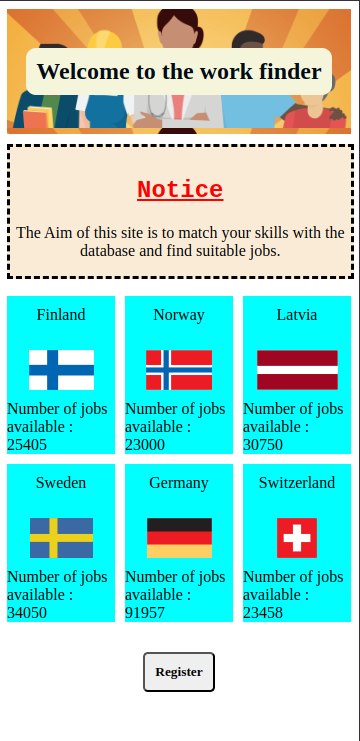 Welcome to the work finder
Notice
The Aim of this site is to match your skills with the
database and find suitable jobs.
Finland
Norway
Latvia
Number of jobs
available :
25405
Number of jobs
available :
23000
Number of jobs
available :
30750
Sweden
Germany
Switzerland
Number of jobs
available :
34050
Number of jobs
available :
91957
Number of jobs
available :
23458
Register